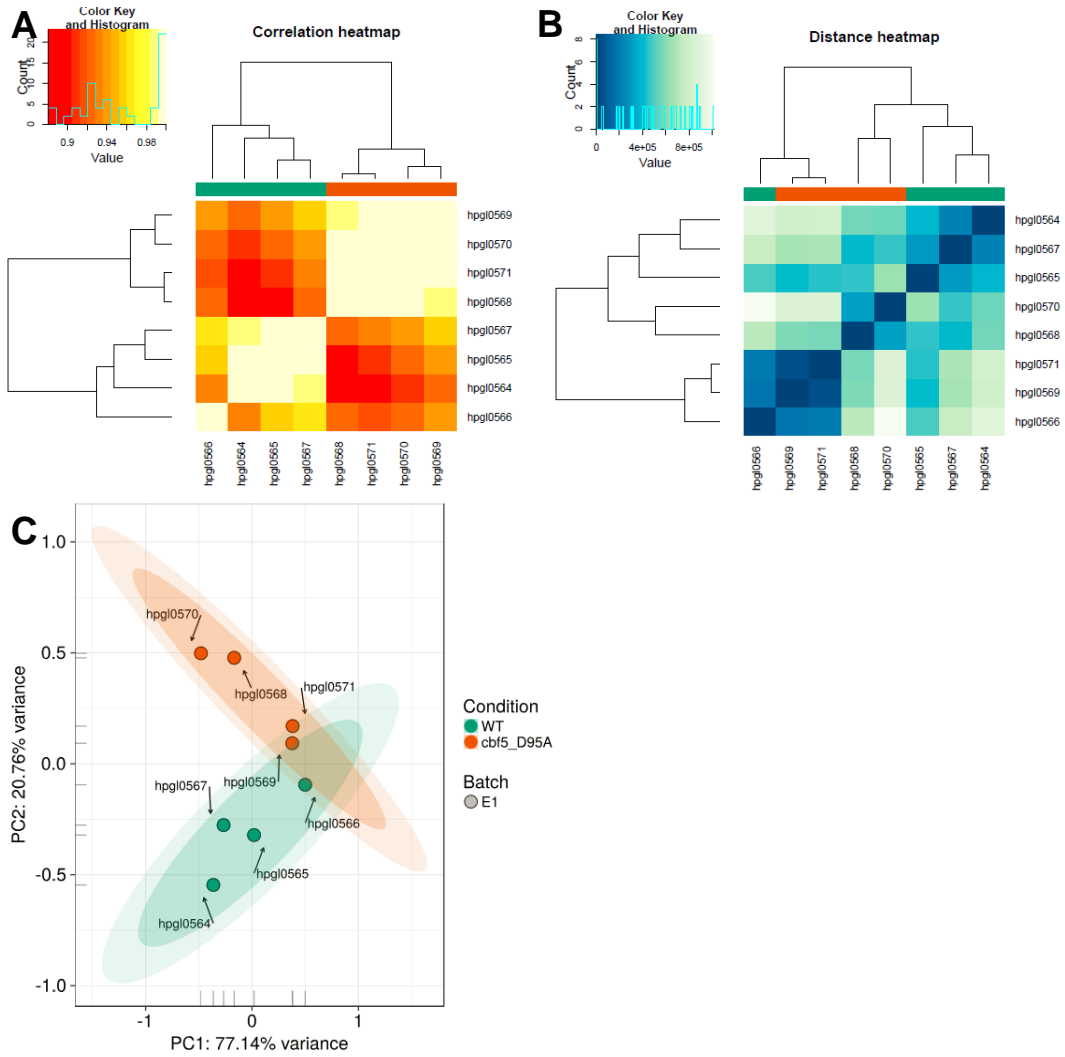 A
Color Key
and Histogram
Count
0 5 10 15 20
0.9 0.94 0.98
Value
Correlation heatmap
hpgl0569
hpgl0570
hpgl0571
hpgl0568
hpgl0567
hpgl0565
hpgl0564
hpgl0566
hpgl0566 hpgl0564 hpgl0565 hpgl0567 hpgl0568 hpgl0571 hpgl0570 hpgl0569
B
Color Key
and Histogram
Count
0 2 4 6 8
0 4e+05 8e+05
Value
Distance heatmap
hpgl0564
hpgl0567
hpgl0565
hpgl0570
hpgl0568
hpgl0571
hpgl0569
hpgl0566
hpgl0566 hpgl0569 hpgl0571 hpgl0568 hpgl0570 hpgl0565 hpgl0567 hpgl0564
C
PC2: 20.76% variance
1.0
0.5
0.0
-0.5
-1.0
hpgl0570
hpgl0568
hpgl0571
hpgl0569
hpgl0567
hpgl0566
hpgl0565
hpgl0564
-1 0 1
PC1: 77.14% variance
Condition
WT
cbf5_D95A
Batch
E1